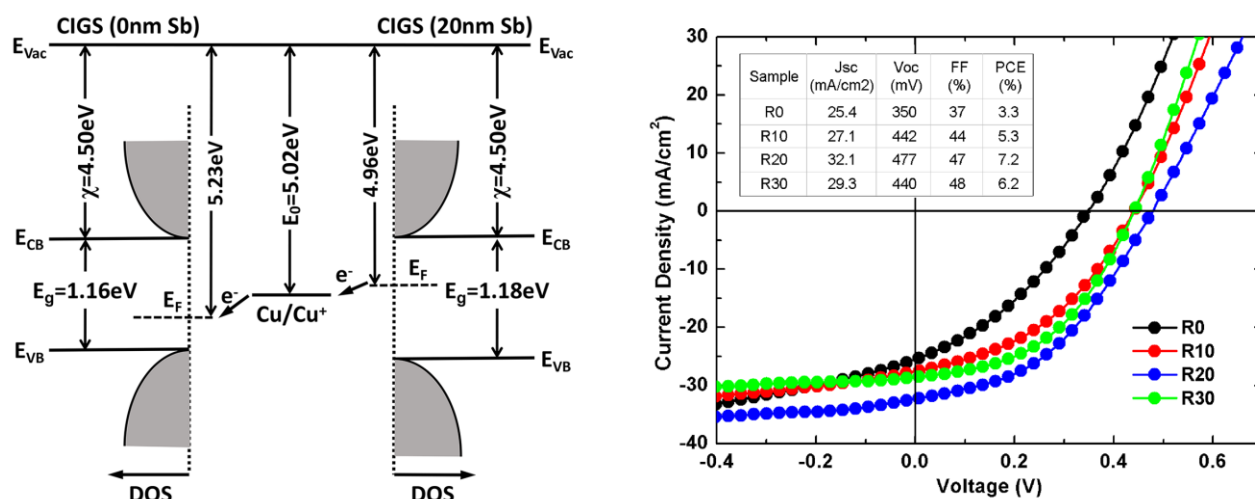 CIGS (0nm Sb) CIGS (20nm Sb)
EVac EVac
χ=4.50eV
5.23eV
E0=5.02eV
4.96eV
χ=4.50eV
ECB ECB
Eg=1.16eV
EF
e-
Cu/Cu+
e-
EF
Eg=1.18eV
EVB EVB
DOS DOS
Current Density (mA/cm2)
30
20
10
0
-10
-20
-30
-40
Sample Jsc (mA/cm2) Voc (mV) FF (%) PCE (%)
R0 25.4 350 37 3.3
R10 27.1 442 44 5.3
R20 32.1 477 47 7.2
R30 29.3 440 48 6.2
R0
R10
R20
R30
-0.4 -0.2 0.0 0.2 0.4 0.6
Voltage (V)